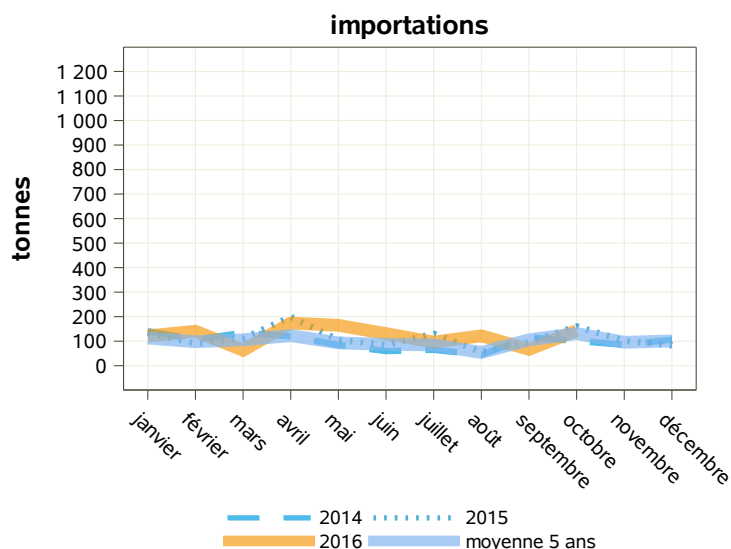 importations
tonnes
1 200
1 100
1 000
900
800
700
600
500
400
300
200
100
0
janvier
février
mars
avril
mai
juin
juillet
août
septembre
octobre
novembre
décembre
2014 2015
2016 moyenne 5 ans